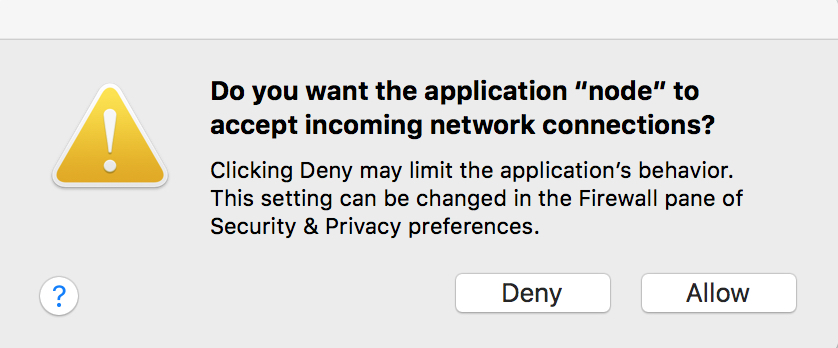 Do you want the application “node” to
accept incoming network connections?
Clicking Deny may limit the application’s behavior.
This setting can be changed in the Firewall pane of
Security & Privacy preferences.
?
Deny
Allow